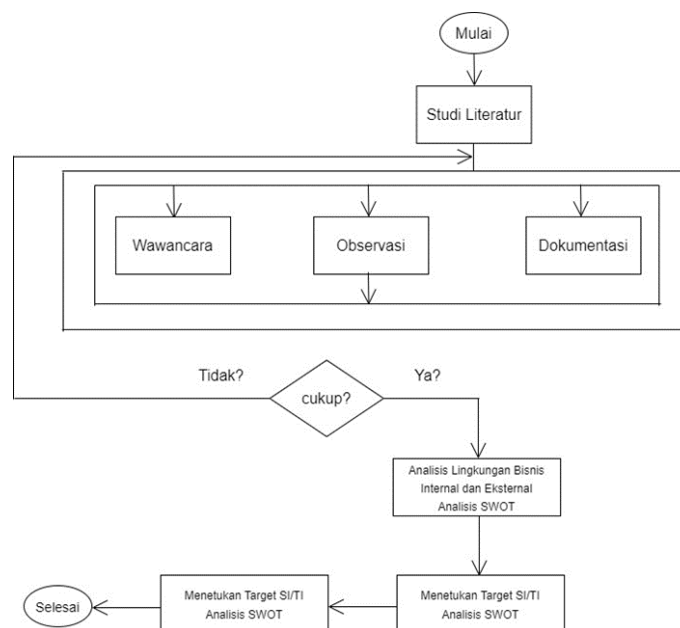 Mulai
Studi Literatur
Wawancara
Observasi
Dokumentasi
Tidak?
cukup?
Ya?
Analisis Lingkungan Bisnis
Internal dan Eksternal
Analisis SWOT
Menetukan Target SI/TI
Analisis SWOT
Menetukan Target SI/TI
Analisis SWOT
Selesai